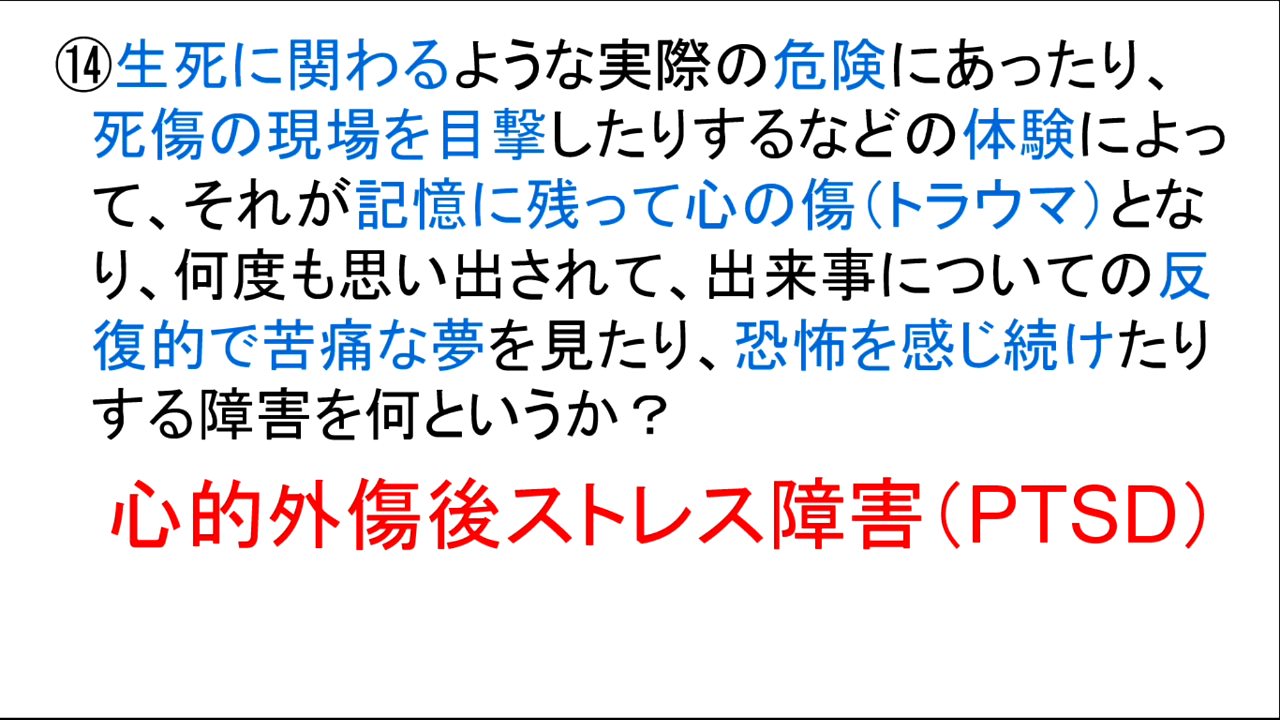 ⑭生死に関わるような実際の危険にあったり、
死傷の現場を目撃したりするなどの体験によっ
て、それが記憶に残って心の傷(トラウマ)とな
り、何度も思い出されて、出来事についての反
復的で苦痛な夢を見たり、恐怖を感じ続けたり
する障害を何というか？
心的外傷後ストレス障害(PTSD)